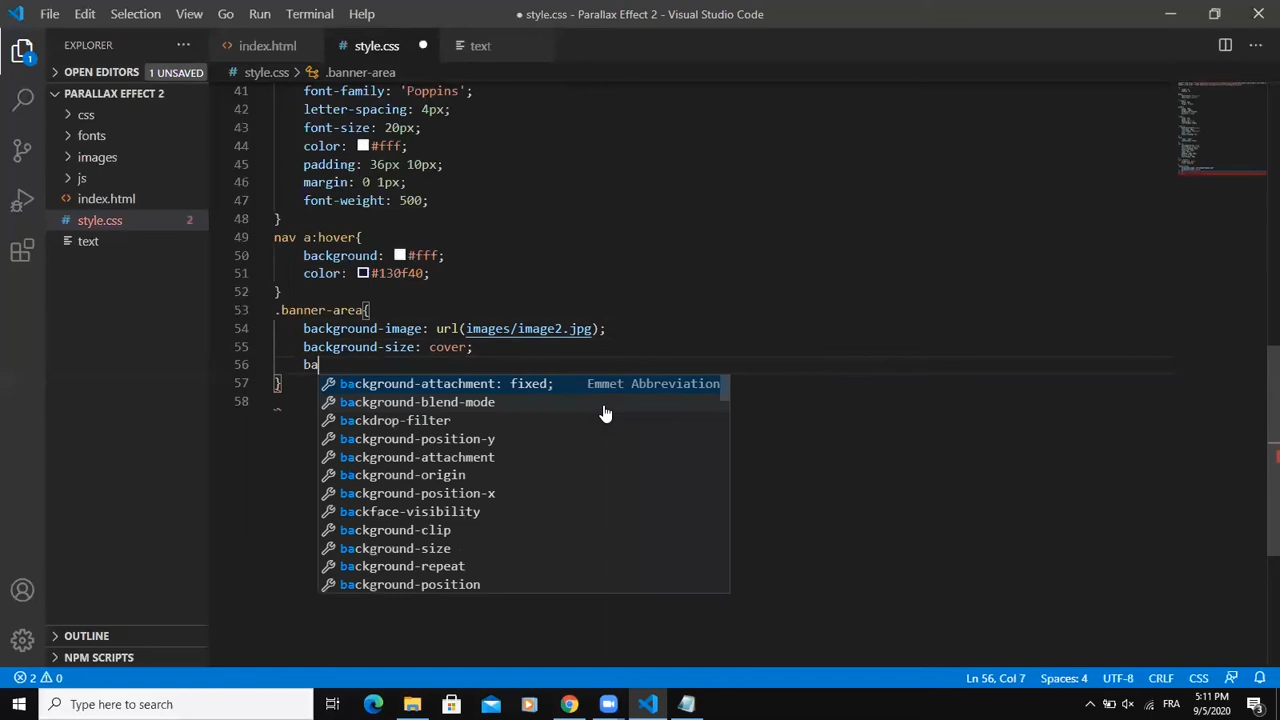 File Edit Selection View Go Run Terminal Help
● style.css - Parallax Effect 2 - Visual Studio Code
EXPLORER
index.html
style.css
text
OPEN EDITORS 1 UNSAVED
style.css > .banner-area
PARALLAX EFFECT 2
css
fonts
images
js
index.html
style.css 2
text
41 font-family: 'Poppins';
42 letter-spacing: 4px;
43 font-size: 20px;
44 color: #fff;
45 padding: 36px 10px;
46 margin: 0 1px;
47 font-weight: 500;
48 }
49 nav a:hover{
50 background: #fff;
51 color: #130f40;
52 }
53 .banner-area{
54 background-image: url(images/image2.jpg);
55 background-size: cover;
56 ba
57 }
58
background-attachment: fixed; Emmet Abbreviation
background-blend-mode
backdrop-filter
background-position-y
background-attachment
background-origin
background-position-x
backface-visibility
background-clip
background-size
background-repeat
background-position
OUTLINE
NPM SCRIPTS
2 0
Ln 56, Col 7 Spaces: 4 UTF-8 CRLF CSS
Type here to search
FRA
5:11 PM
9/5/2020
3
1